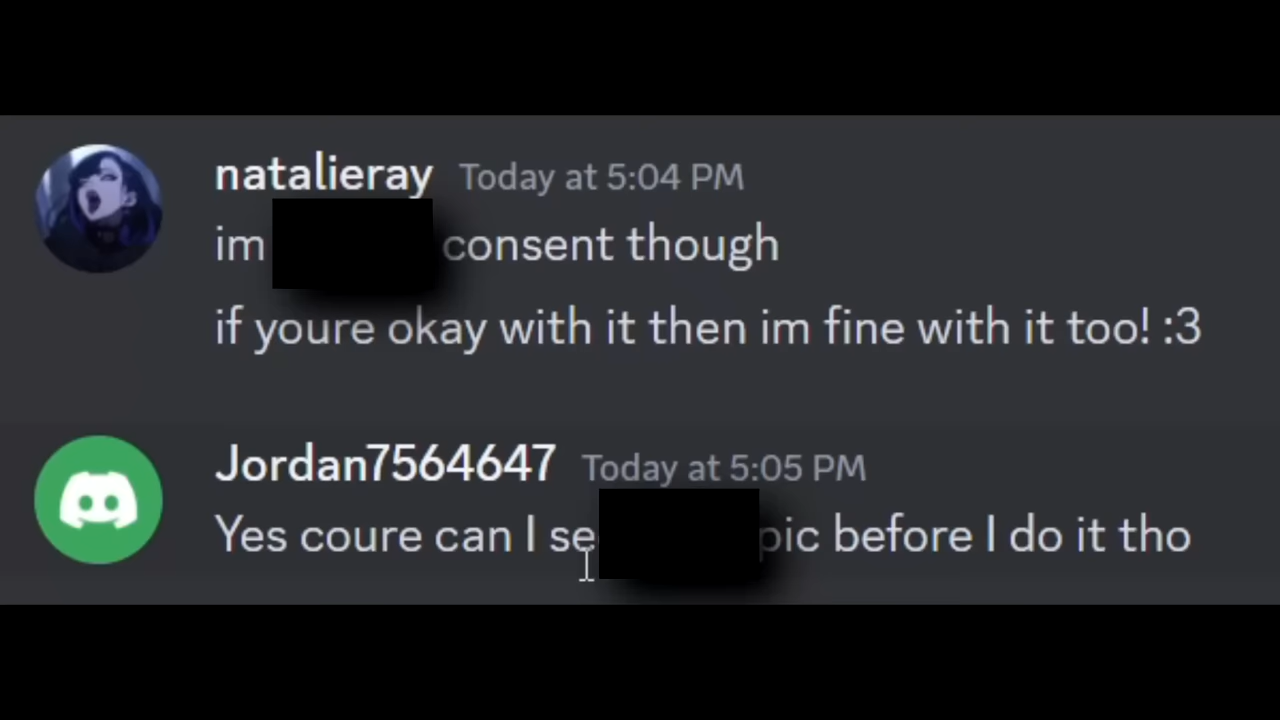 natalieray Today at 5:04 PM
im consent though
if youre okay with it then im fine with it too! :3
Jordan7564647 Today at 5:05 PM
Yes coure can I se pic before I do it tho